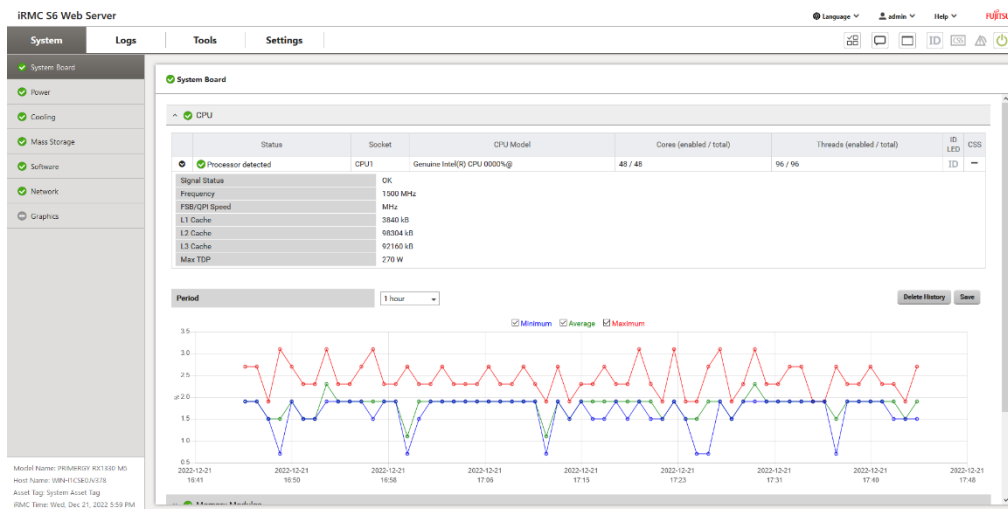 iRMC S6 Web Server
Language admin Help FUJITSU
System Logs Tools Settings
ID CSS
System Board
Power
Cooling
Mass Storage
Software
Network
Graphics
System Board
CPU
Status Socket CPU Model Cores (enabled / total) Threads (enabled / total) ID LED CSS
Processor detected CPU1 Genuine Intel(R) CPU 0000%@ 48 / 48 96 / 96 ID
Signal Status OK
Frequency 1500 MHz
FSB/QPI Speed MHz
L1 Cache 3840 kB
L2 Cache 98304 kB
L3 Cache 92160 kB
Max TDP 270 W
Period 1 hour Delete History Save
Minimum Average Maximum
3.5
3.0
2.5
% 2.0
1.5
1.0
0.5
2022-12-21 2022-12-21 2022-12-21 2022-12-21 2022-12-21 2022-12-21 2022-12-21 2022-12-21 2022-12-21
16:41 16:50 16:58 17:06 17:15 17:23 17:31 17:40 17:48
Memory Modules
Model Name: PRIMERGY RX1330 M5
Host Name: WIN-I1CSE0JV378
Asset Tag: System Asset Tag
iRMC Time: Wed, Dec 21, 2022 5:59 PM